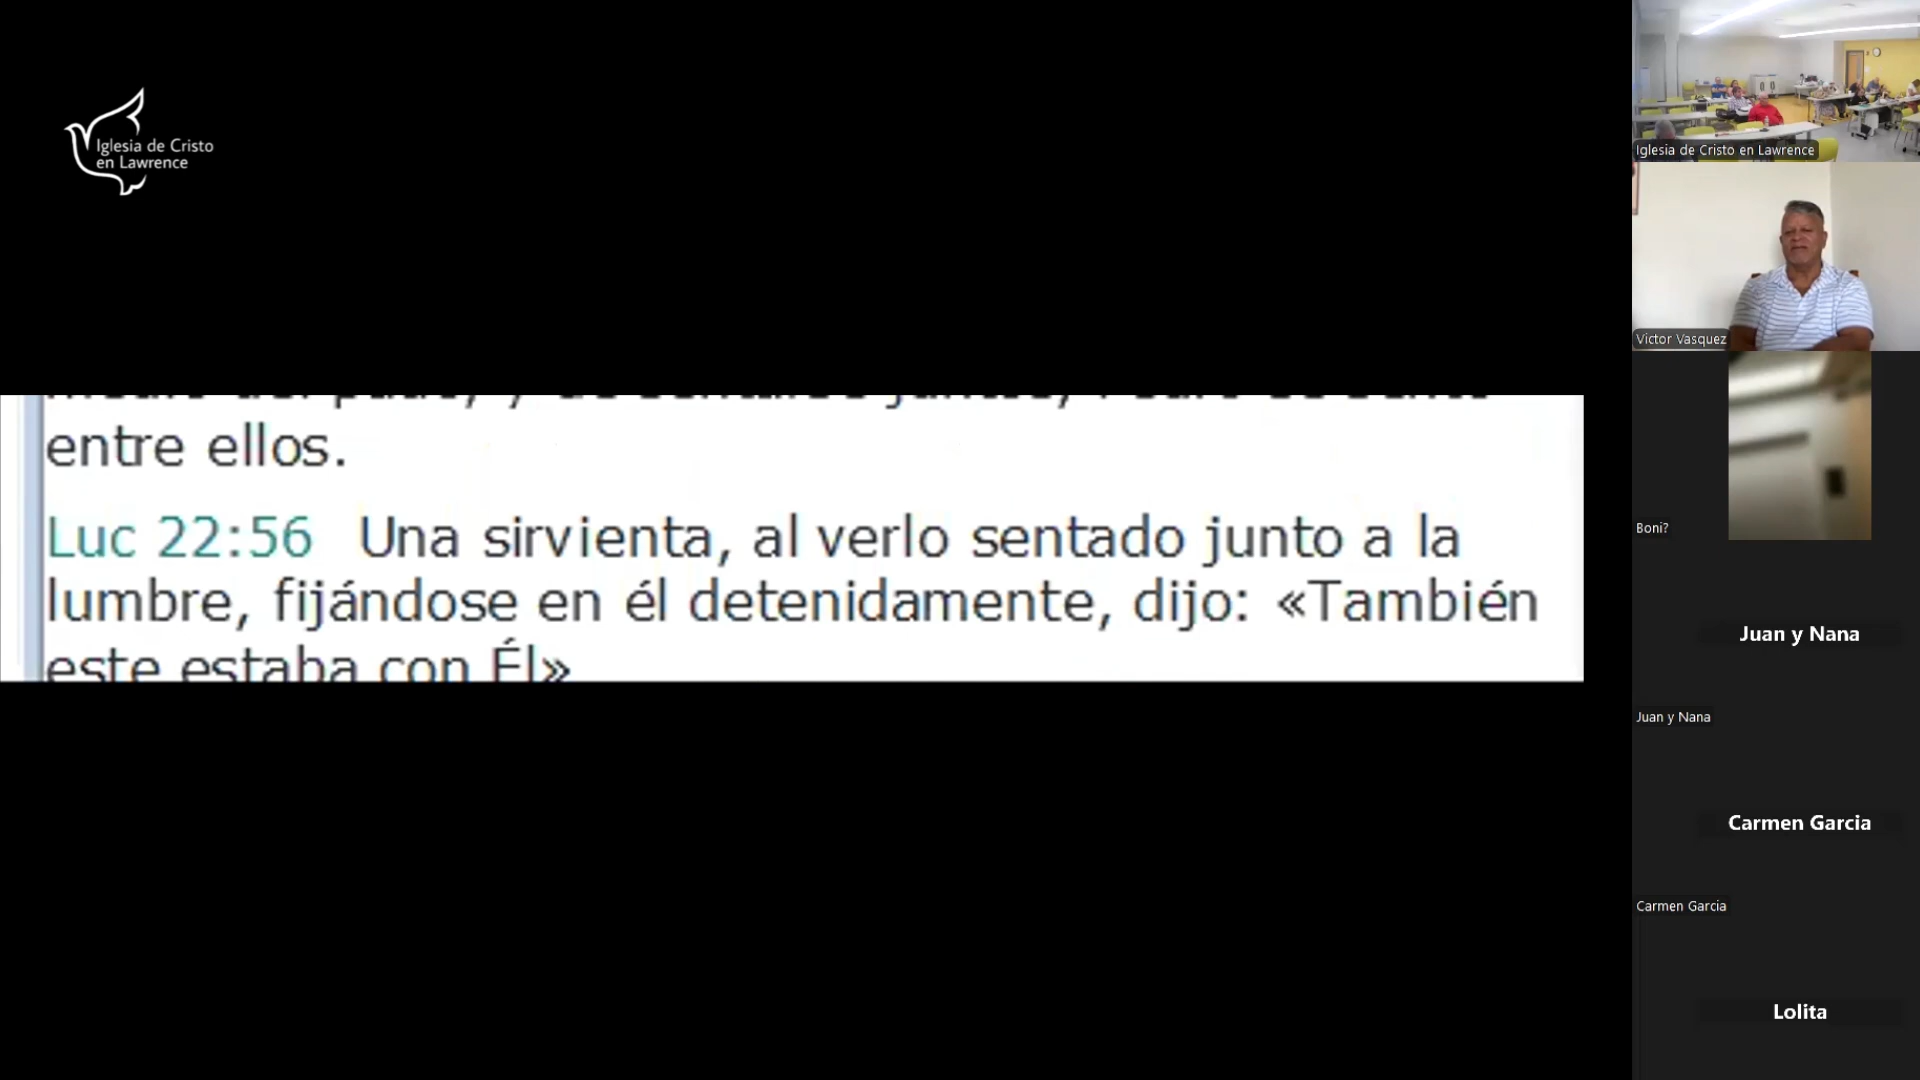 Iglesia de Cristo
en Lawrence
entre ellos.
Luc 22:56 Una sirvienta, al verlo sentado junto a la
lumbre, fijándose en él detenidamente, dijo: «También
este estaba con Él»
Iglesia de Cristo en Lawrence
Victor Vasquez
Boni?
Juan y Nana
Juan y Nana
Carmen Garcia
Carmen Garcia
Lolita